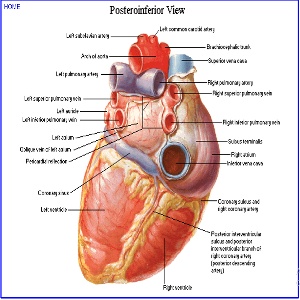 HOME
Posteroinferior View
Left common carotid artery
Left subclavian artery
Brachiocephalic trunk
Arch of aorta
Superior vena cava
Left pulmonary artery
Right pulmonary artery
Right superior pulmonary vein
Left superior pulmonary vein
Left auricle
Left inferior pulmonary vein
Right inferior pulmonary vein
Left atrium
Sulcus terminalis
Oblique vein of left atrium
Right atrium
Pericardial reflection
Inferior vena cava
Coronary sinus
Coronary sulcus and
right coronary artery
Left ventricle
Posterior interventricular
sulcus and posterior
interventricular branch of
right coronary artery
(posterior descending
artery)
Right ventricle